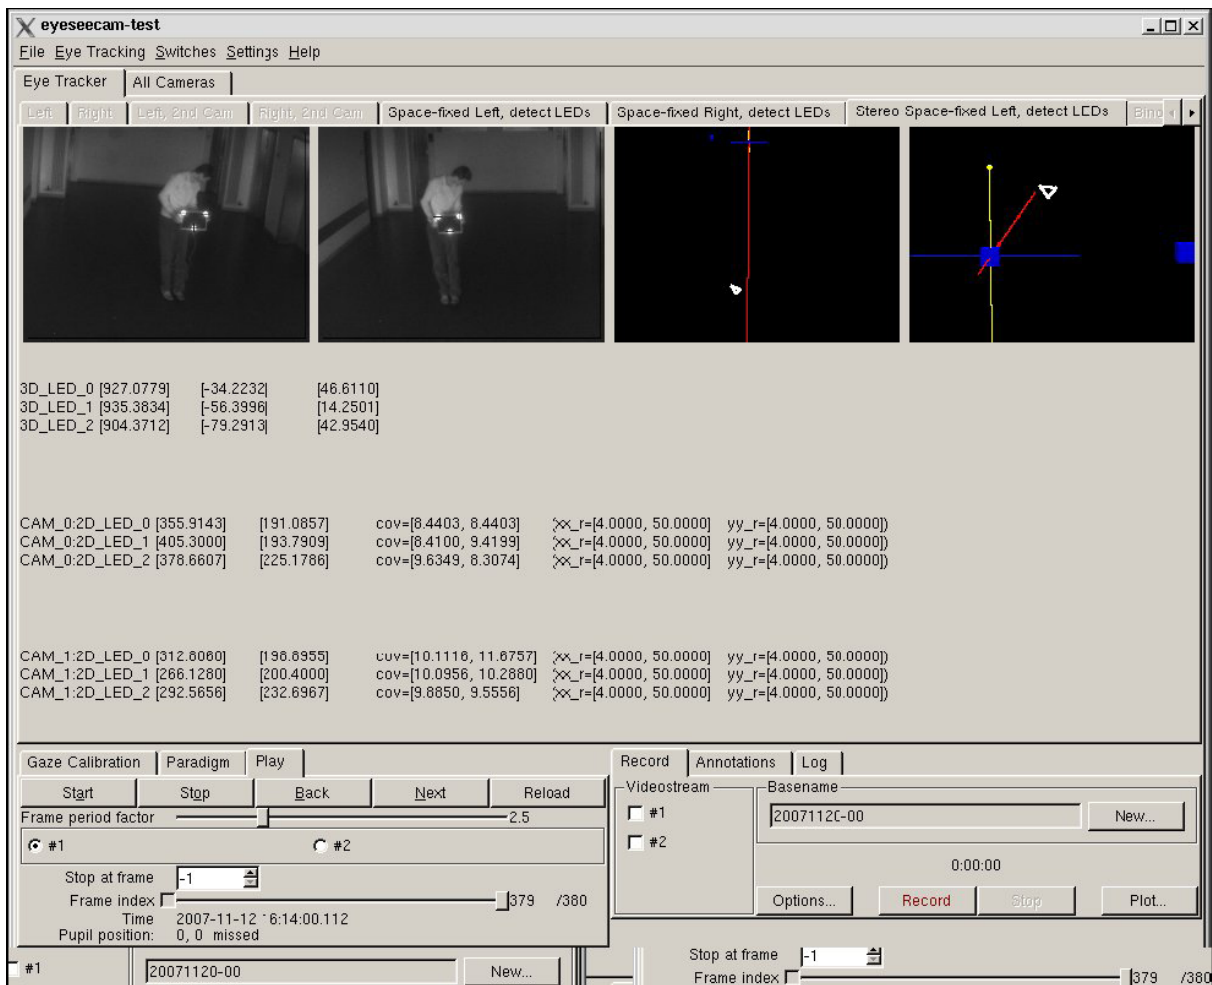 eyeseecam-test
File Eye Tracking Switches Settings Help
Eye Tracker All Cameras
Left Right Left, 2nd Cam Right, 2nd Cam Space-fixed Left, detect LEDs Space-fixed Right, detect LEDs Stereo Space-fixed Left, detect LEDs Bino
3D_LED_0 [927.0779] [-34.2232] [46.6110]
3D_LED_1 [935.3834] [-56.3996] [14.2501]
3D_LED_2 [904.3712] [-79.2913] [42.9540]
CAM_0:2D_LED_0 [355.9143] [191.0857] cov=[8.4403, 8.4403] (xx_r=[4.0000, 50.0000] yy_r=[4.0000, 50.0000])
CAM_0:2D_LED_1 [405.3000] [193.7909] cov=[8.4100, 9.4199] (xx_r=[4.0000, 50.0000] yy_r=[4.0000, 50.0000])
CAM_0:2D_LED_2 [378.6607] [225.1786] cov=[9.6349, 8.3074] (xx_r=[4.0000, 50.0000] yy_r=[4.0000, 50.0000])
CAM_1:2D_LED_0 [312.8080] [198.8955] cov=[10.1118, 11.8757] (xx_r=[4.0000, 50.0000] yy_r=[4.0000, 50.0000])
CAM_1:2D_LED_1 [266.1280] [200.4000] cov=[10.0956, 10.2880] (xx_r=[4.0000, 50.0000] yy_r=[4.0000, 50.0000])
CAM_1:2D_LED_2 [292.5656] [232.6967] cov=[9.8850, 9.5556] (xx_r=[4.0000, 50.0000] yy_r=[4.0000, 50.0000])
Gaze Calibration Paradigm Play
Start Stop Back Next Reload
Frame period factor 2.5
#1 #2
Stop at frame -1
Frame index 379 /380
Time 2007-11-12 16:14:00.112
Pupil position: 0, 0 missed
Record Annotations Log
Videostream Basename
#1 20071120-00 New...
#2
0:00:00
Options... Record Stop Plot...
#1 20071120-00 New...
Stop at frame -1
Frame index 379 /380